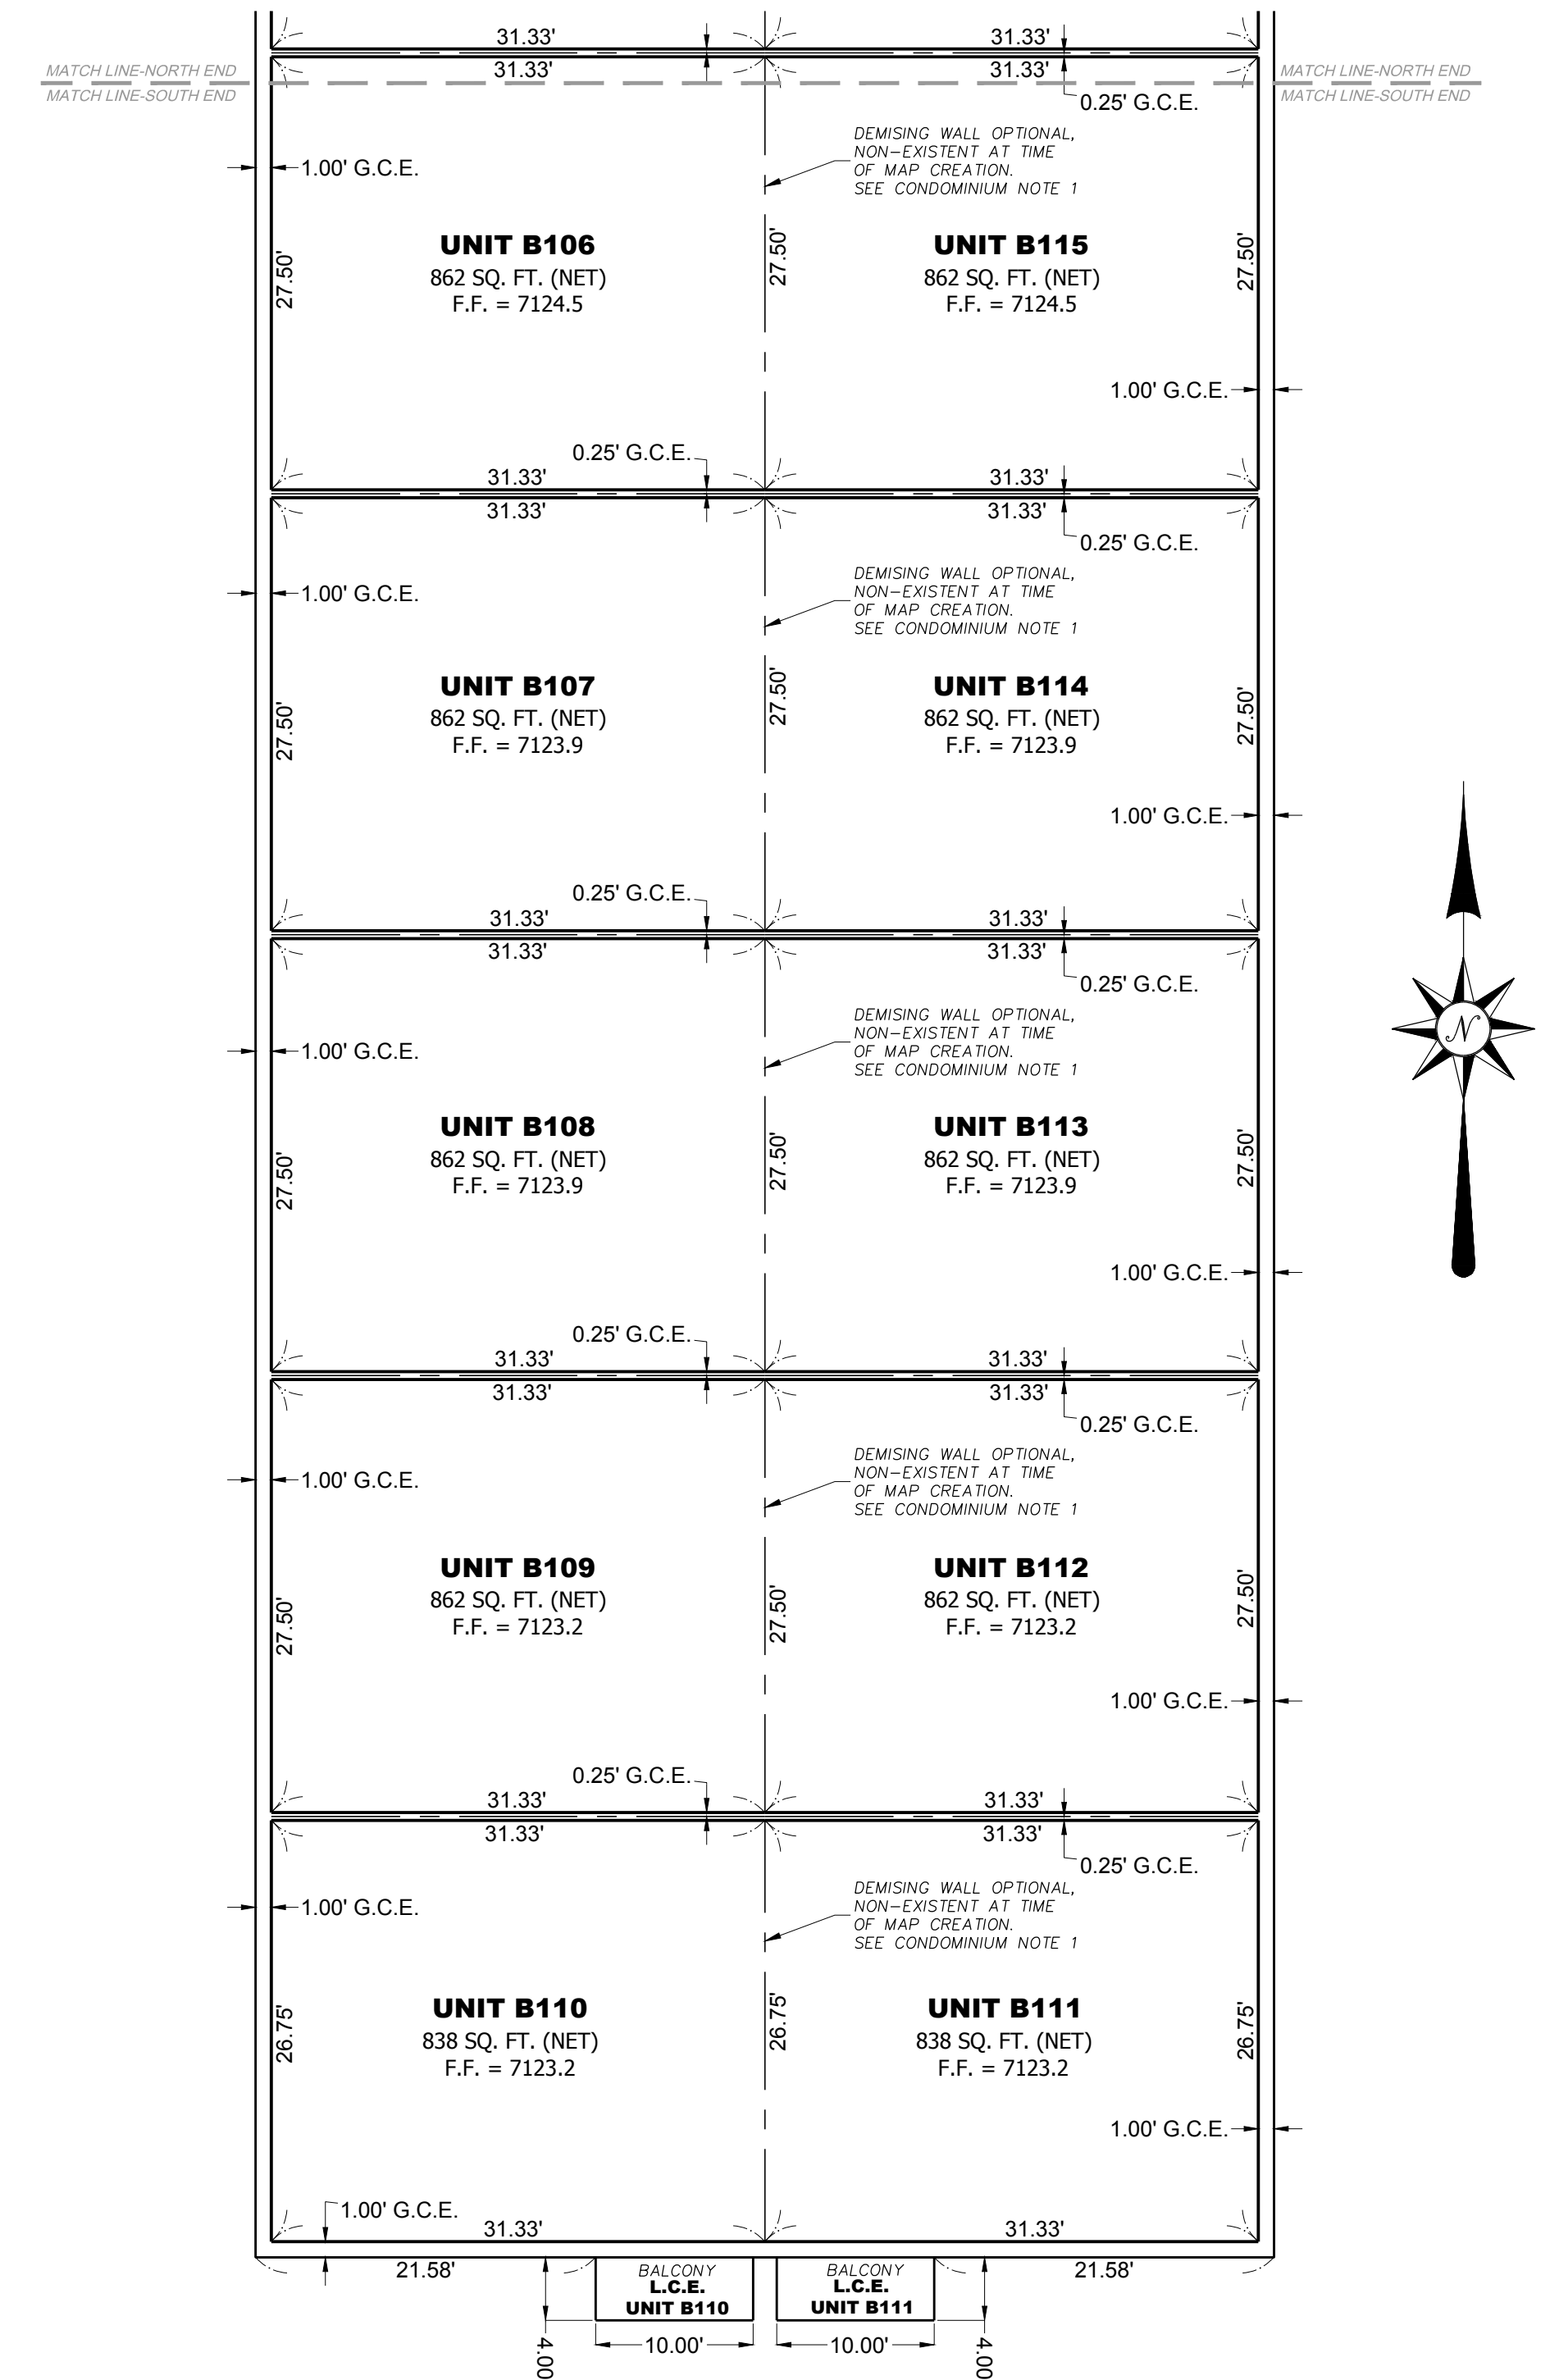 31.33'
31.33'
MATCH LINE-NORTH END
31.33'
31.33'
MATCH LINE-NORTH END
MATCH LINE-SOUTH END
MATCH LINE-SOUTH END
0.25' G.C.E.
DEMISING WALL OPTIONAL,
NON-EXISTENT AT TIME
OF MAP CREATION.
SEE CONDOMINIUM NOTE 1
1.00' G.C.E.
UNIT B106
862 SQ. FT. (NET)
F.F. = 7124.5
27.50'
27.50'
UNIT B115
862 SQ. FT. (NET)
F.F. = 7124.5
27.50'
1.00' G.C.E.
0.25' G.C.E.
31.33'
31.33'
31.33'
31.33'
0.25' G.C.E.
DEMISING WALL OPTIONAL,
NON-EXISTENT AT TIME
OF MAP CREATION.
SEE CONDOMINIUM NOTE 1
1.00' G.C.E.
UNIT B107
862 SQ. FT. (NET)
F.F. = 7123.9
27.50'
27.50'
UNIT B114
862 SQ. FT. (NET)
F.F. = 7123.9
27.50'
1.00' G.C.E.
0.25' G.C.E.
31.33'
31.33'
31.33'
31.33'
0.25' G.C.E.
DEMISING WALL OPTIONAL,
NON-EXISTENT AT TIME
OF MAP CREATION.
SEE CONDOMINIUM NOTE 1
1.00' G.C.E.
N
UNIT B108
862 SQ. FT. (NET)
F.F. = 7123.9
27.50'
27.50'
UNIT B113
862 SQ. FT. (NET)
F.F. = 7123.9
27.50'
1.00' G.C.E.
0.25' G.C.E.
31.33'
31.33'
31.33'
31.33'
0.25' G.C.E.
DEMISING WALL OPTIONAL,
NON-EXISTENT AT TIME
OF MAP CREATION.
SEE CONDOMINIUM NOTE 1
1.00' G.C.E.
UNIT B109
862 SQ. FT. (NET)
F.F. = 7123.2
27.50'
27.50'
UNIT B112
862 SQ. FT. (NET)
F.F. = 7123.2
27.50'
1.00' G.C.E.
0.25' G.C.E.
31.33'
31.33'
31.33'
31.33'
0.25' G.C.E.
DEMISING WALL OPTIONAL,
NON-EXISTENT AT TIME
OF MAP CREATION.
SEE CONDOMINIUM NOTE 1
1.00' G.C.E.
UNIT B110
838 SQ. FT. (NET)
F.F. = 7123.2
26.75'
26.75'
UNIT B111
838 SQ. FT. (NET)
F.F. = 7123.2
26.75'
1.00' G.C.E.
1.00' G.C.E.
31.33'
31.33'
21.58'
BALCONY
L.C.E.
UNIT B110
BALCONY
L.C.E.
UNIT B111
21.58'
4.00
10.00'
10.00'
4.00